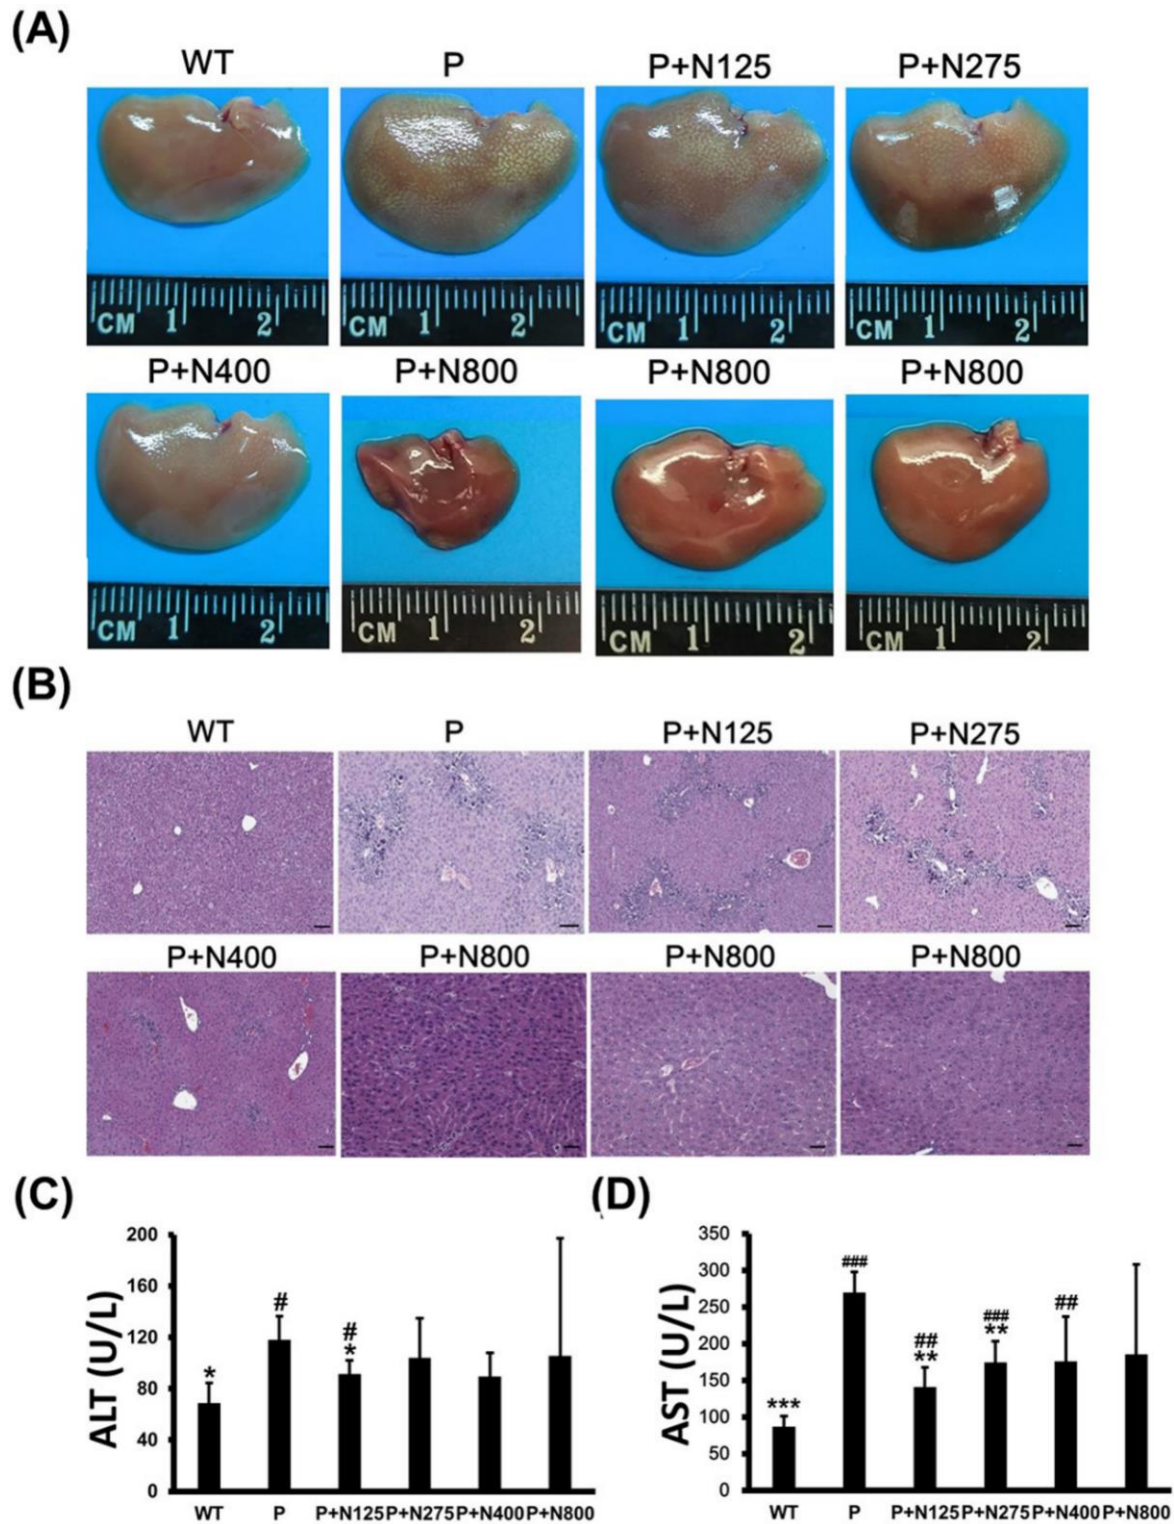 (A)
WT P P+N125 P+N275
CM 1 2 CM 1 2 CM 1 2 CM 1 2
P+N400 P+N800 P+N800 P+N800
CM 1 2 CM 1 2 CM 1 2 CM 1 2
(B)
WT P P+N125 P+N275
P+N400 P+N800 P+N800 P+N800
(C)
ALT (U/L)
200
160
120
80
40
0
*
#
#
*
WT P P+N125 P+N275 P+N400 P+N800
(D)
AST (U/L)
350
300
250
200
150
100
50
0
***
###
##
**
###
**
##
WT P P+N125 P+N275 P+N400 P+N800